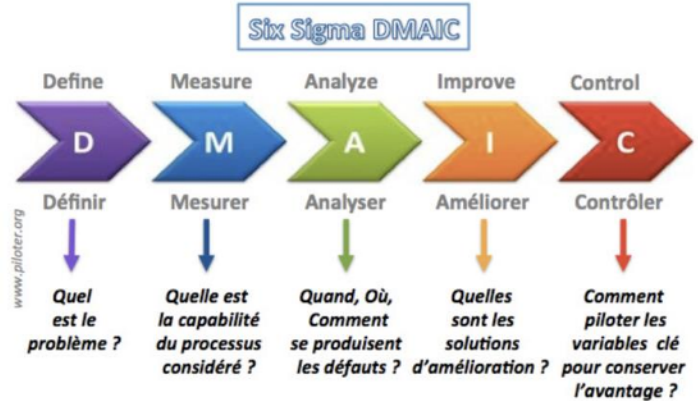 Six Sigma DMAIC
Define Measure Analyze Improve Control
D M A I C
Définir Mesurer Analyser Améliorer Contrôler
www.piloter.org
Quel
est le
problème ?
Quelle est
la capabilité
du processus
considéré ?
Quand, Où,
Comment
se produisent
les défauts ?
Quelles
sont les
solutions
d'amélioration ?
Comment
piloter les
variables clé
pour conserver
l'avantage ?